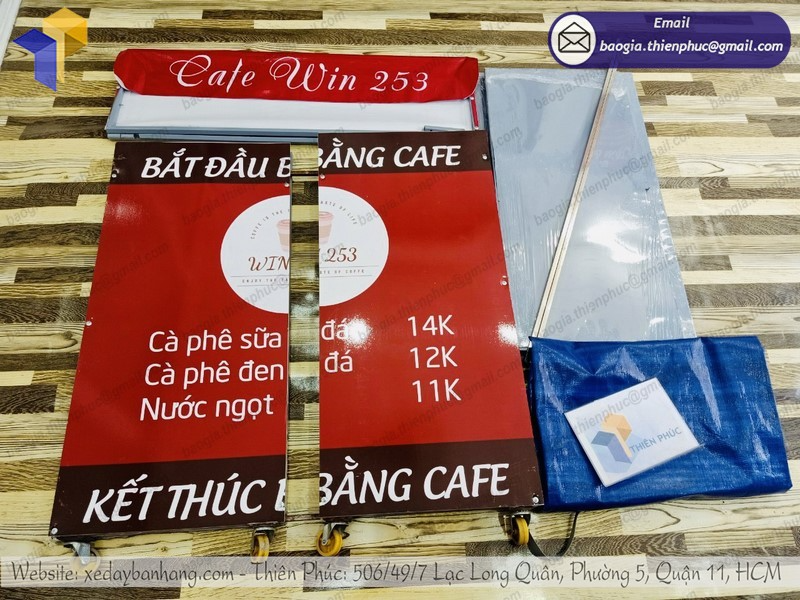 Email
baogia.thienphuc@gmail.com
Cafe Win 253
BẮT ĐẦU B BẰNG CAFE
WIN 253
Cà phê sữa đá 14K
Cà phê đen đá 12K
Nước ngọt 11K
KẾT THÚC B BẰNG CAFE
THIÊN PHÚC
Website: xedaybanhang.com - Thiên Phúc: 506/49/7 Lạc Long Quân, Phường 5, Quận 11, HCM